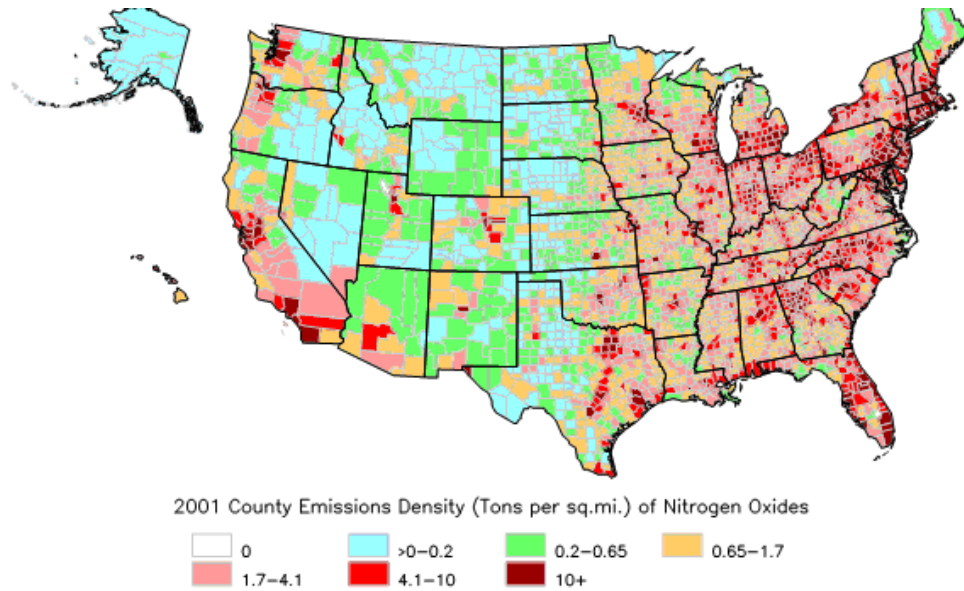 2001 County Emissions Density (Tons per sq.mi.) of Nitrogen Oxides
0 >0-0.2 0.2-0.65 0.65-1.7
1.7-4.1 4.1-10 10+